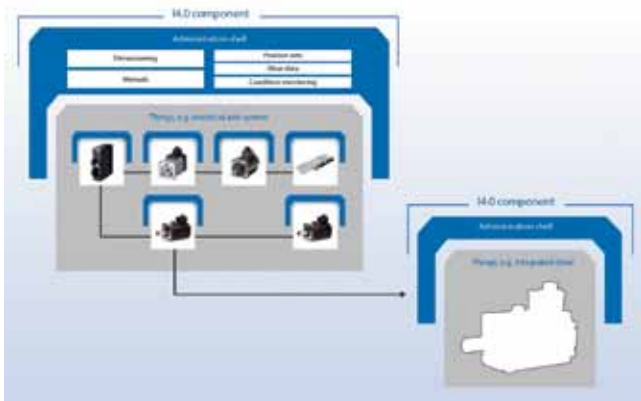 I4.0 component
Administration shell
Dimensioning
Manuals
Position sets
Wear data
Condition monitoring
Things, e.g. electrical axis system
I4.0 component
Administration shell
Things, e.g. integrated drive